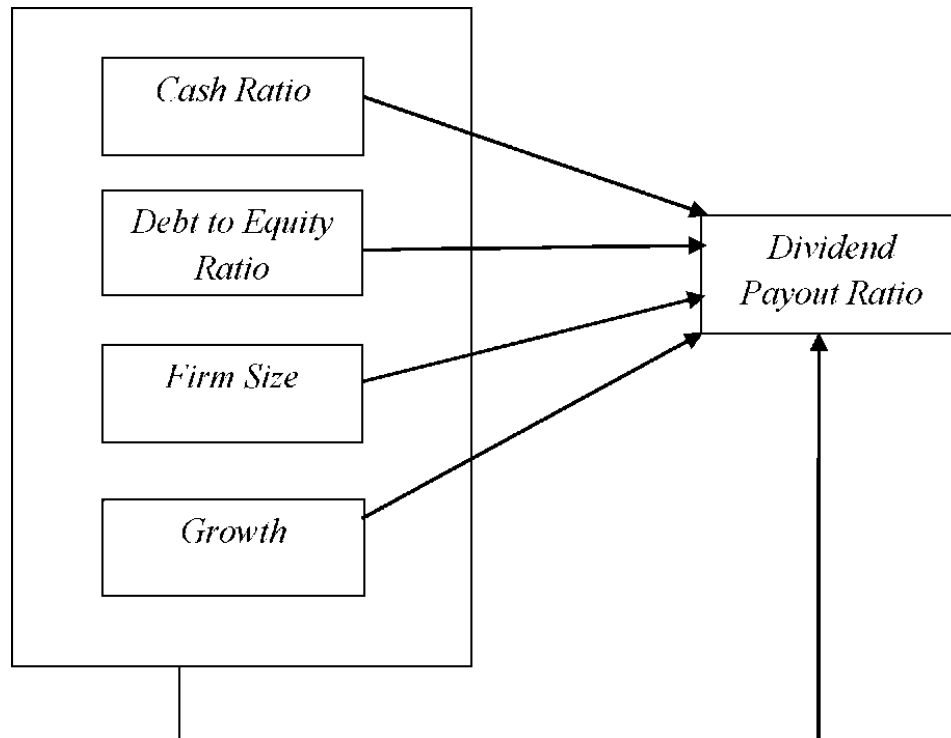 Cash Ratio
Debt to Equity
Ratio
Firm Size
Growth
Dividend
Payout Ratio